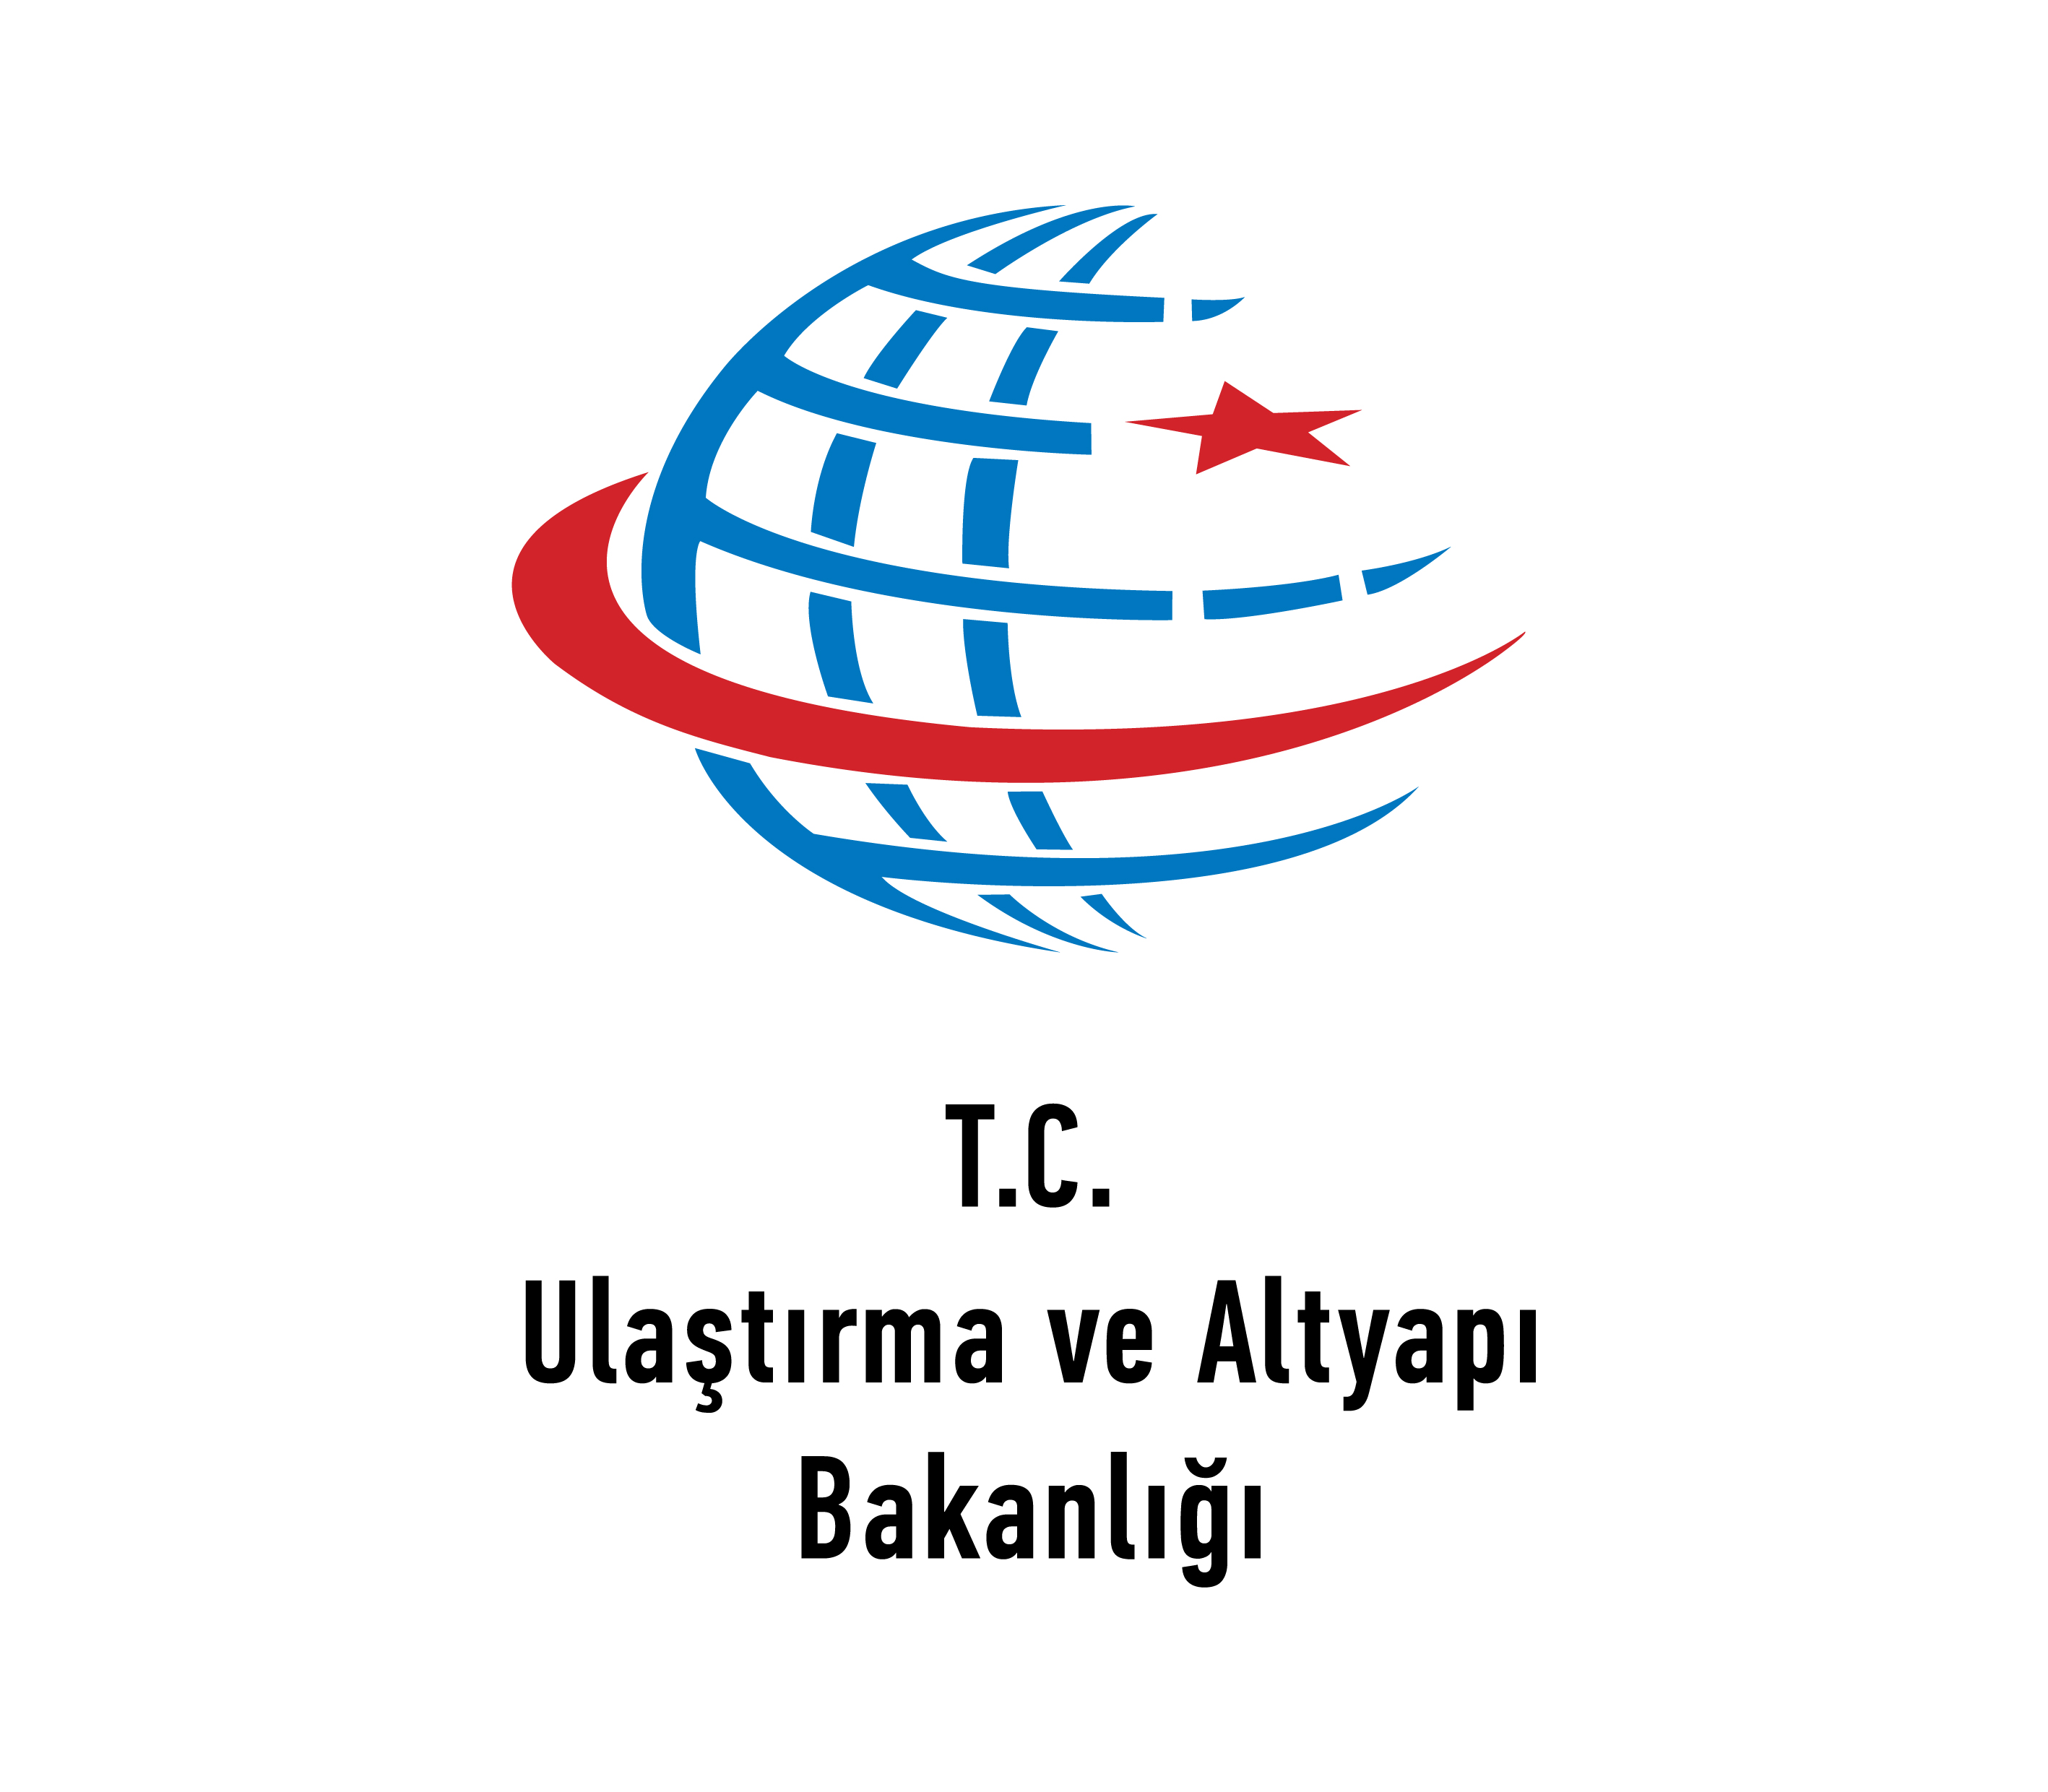 T.C.
Ulaştırma ve Altyapı
Bakanlığı